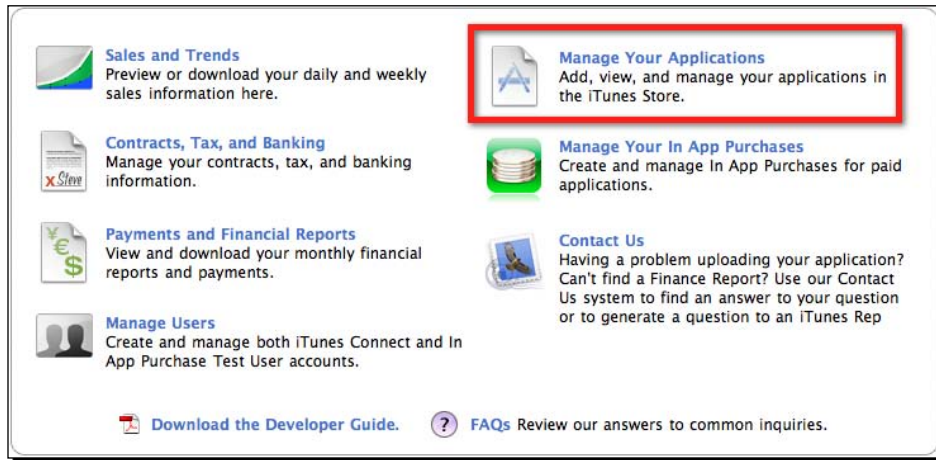 Sales and Trends
Preview or download your daily and weekly
sales information here.
Contracts, Tax, and Banking
Manage your contracts, tax, and banking
information.
X Steve
Payments and Financial Reports
View and download your monthly financial
reports and payments.
¥
€
$
Manage Users
Create and manage both iTunes Connect and In
App Purchase Test User accounts.
Manage Your Applications
Add, view, and manage your applications in
the iTunes Store.
Manage Your In App Purchases
Create and manage In App Purchases for paid
applications.
Contact Us
Having a problem uploading your application?
Can't find a Finance Report? Use our Contact
Us system to find an answer to your question
or to generate a question to an iTunes Rep
Download the Developer Guide.
? FAQs Review our answers to common inquiries.